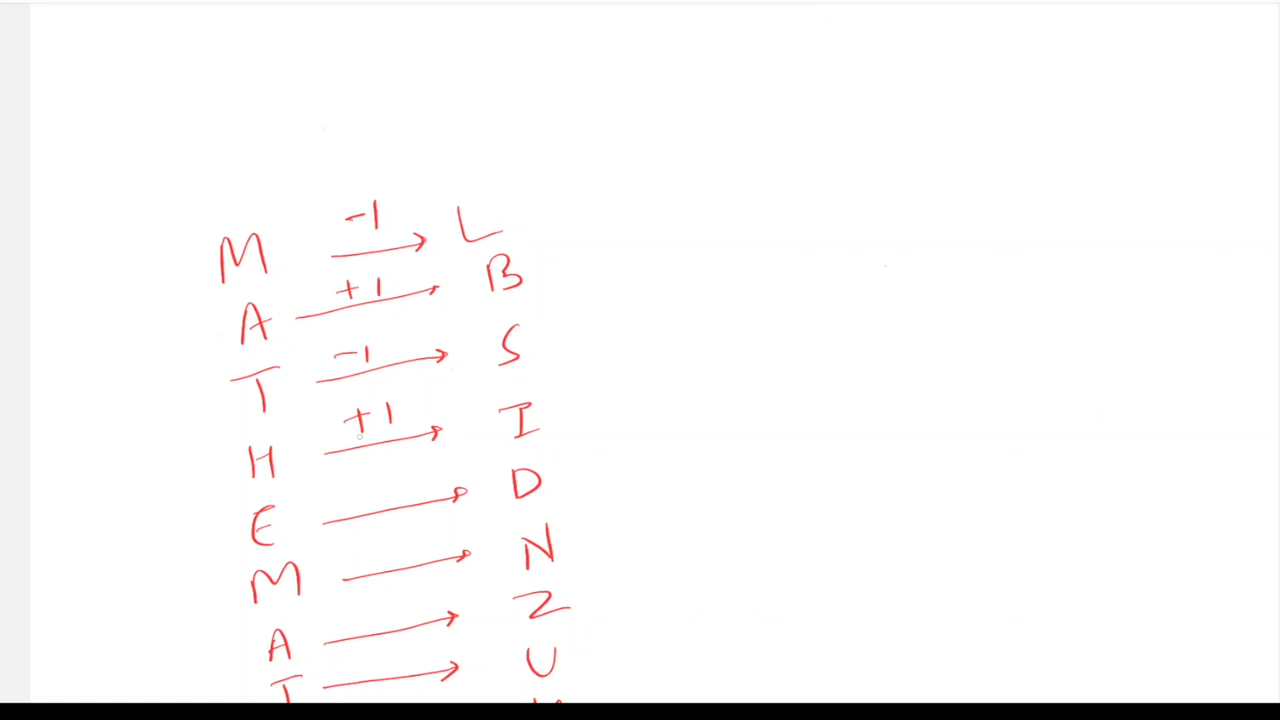 M -1 → L
A +1 → B
T -1 → S
H +1 → I
E → D
M → N
A → Z
T → U